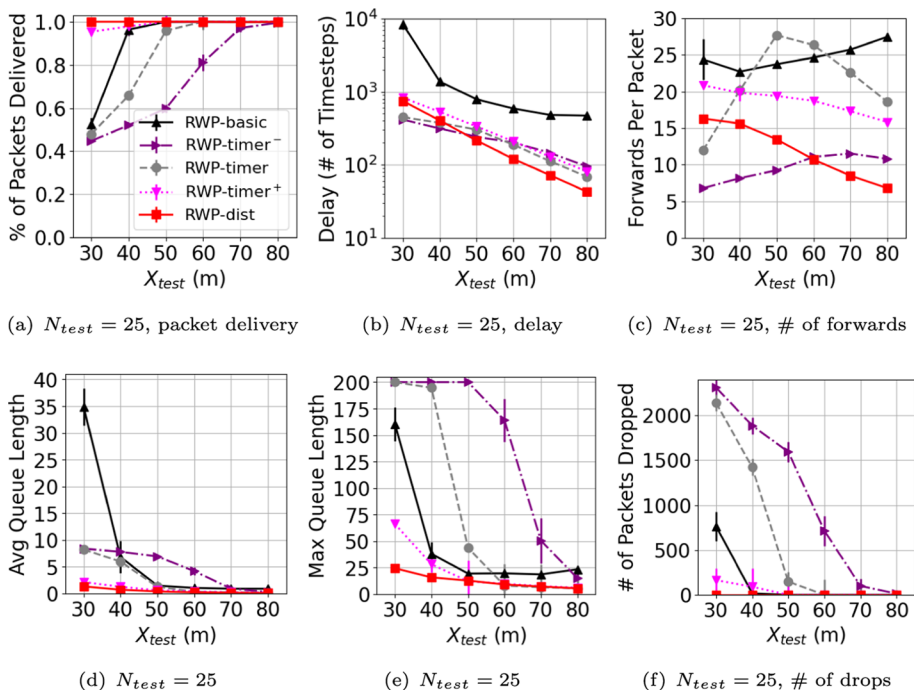 % of Packets Delivered
1.0
0.8
0.6
0.4
0.2
0.0
RWP-basic
RWP-timer⁻
RWP-timer
RWP-timer⁺
RWP-dist
30 40 50 60 70 80
X_test (m)
(a) N_test = 25, packet delivery
Delay (# of Timesteps)
10⁴
10³
10²
10¹
30 40 50 60 70 80
X_test (m)
(b) N_test = 25, delay
Forwards Per Packet
30
25
20
15
10
5
0
30 40 50 60 70 80
X_test (m)
(c) N_test = 25, # of forwards
Avg Queue Length
40
35
30
25
20
15
10
5
0
30 40 50 60 70 80
X_test (m)
(d) N_test = 25
Max Queue Length
200
175
150
125
100
75
50
25
0
30 40 50 60 70 80
X_test (m)
(e) N_test = 25
# of Packets Dropped
2000
1500
1000
500
0
30 40 50 60 70 80
X_test (m)
(f) N_test = 25, # of drops